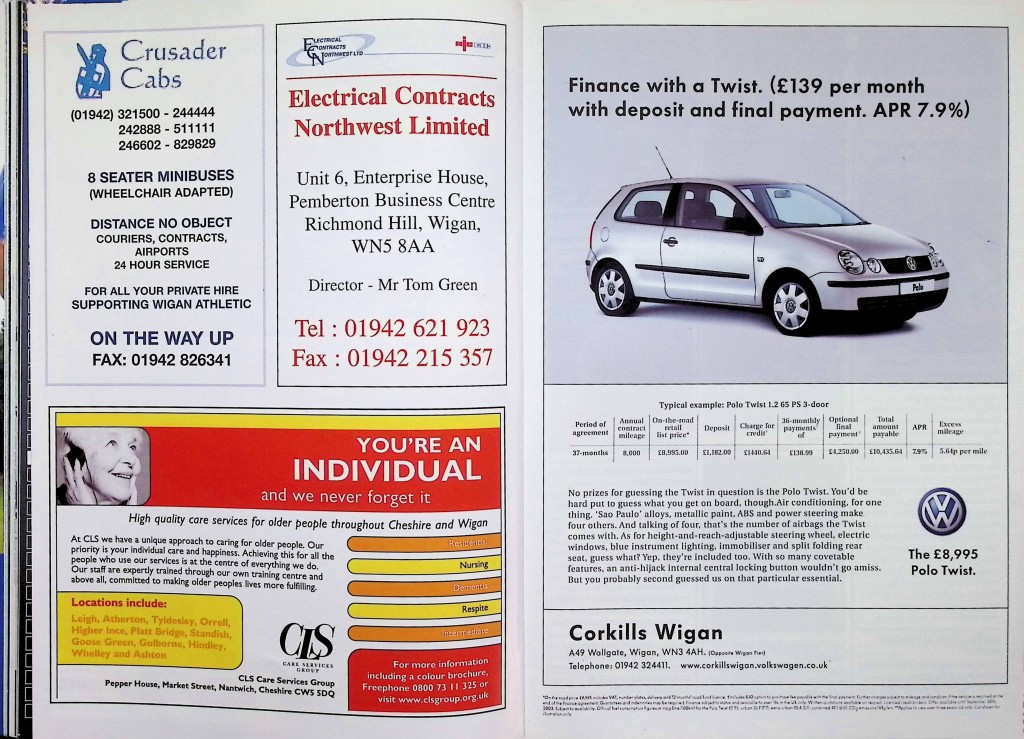 Crusader
Cabs
(01942) 321500 - 244444
242888 - 511111
246602 - 829829
8 SEATER MINIBUSES
(WHEELCHAIR ADAPTED)
DISTANCE NO OBJECT
COURIERS, CONTRACTS,
AIRPORTS
24 HOUR SERVICE
FOR ALL YOUR PRIVATE HIRE
SUPPORTING WIGAN ATHLETIC
ON THE WAY UP
FAX: 01942 826341
ELECTRICAL
CONTRACTS
NORTHWEST LTD
Electrical Contracts
Northwest Limited
Unit 6, Enterprise House,
Pemberton Business Centre
Richmond Hill, Wigan,
WN5 8AA
Director - Mr Tom Green
Tel : 01942 621 923
Fax : 01942 215 357
YOU'RE AN
INDIVIDUAL
and we never forget it
High quality care services for older people throughout Cheshire and Wigan
At CLS we have a unique approach to caring for older people. Our
priority is your individual care and happiness. Achieving this for all the
people who use our services is at the centre of everything we do.
Our staff are expertly trained through our own training centre and
above all, committed to making older peoples lives more fulfilling.
Residential
Nursing
Dementia
Respite
Intermediate
Locations include:
Leigh, Atherton, Tyldesley, Orrell,
Higher Ince, Platt Bridge, Standish,
Goose Green, Golborne, Hindley,
Whelley and Ashton
CLS
CARE SERVICES
GROUP
CLS Care Services Group
Pepper House, Market Street, Nantwich, Cheshire CW5 5DQ
For more information
including a colour brochure,
Freephone 0800 73 11 325 or
visit www.clsgroup.org.uk
Finance with a Twist. (£139 per month
with deposit and final payment. APR 7.9%)
Polo
Typical example: Polo Twist 1.2 65 PS 3-door
Period of agreement | Annual contract mileage | On-the-road retail list price* | Deposit | Charge for credit† | 36-monthly payments of | Optional final payment† | Total amount payable | APR | Excess mileage
37-months | 8,000 | £8,995.00 | £1,182.00 | £1440.64 | £138.99 | £4,250.00 | £10,435.64 | 7.9% | 5.64p per mile
No prizes for guessing the Twist in question is the Polo Twist. You'd be
hard put to guess what you get on board, though.Air conditioning, for one
thing. 'Sao Paulo' alloys, metallic paint, ABS and power steering make
four others. And talking of four, that's the number of airbags the Twist
comes with. As for height-and-reach-adjustable steering wheel, electric
windows, blue instrument lighting, immobiliser and split folding rear
seat, guess what? Yep, they're included too. With so many coveted
features, an anti-hijack internal central locking button wouldn't go amiss.
But you probably second guessed us on that particular essential.
The £8,995
Polo Twist.
Corkills Wigan
A49 Wallgate, Wigan, WN3 4AH. (Opposite Wigan Pier)
Telephone: 01942 324411. www.corkillswigan.volkswagen.co.uk